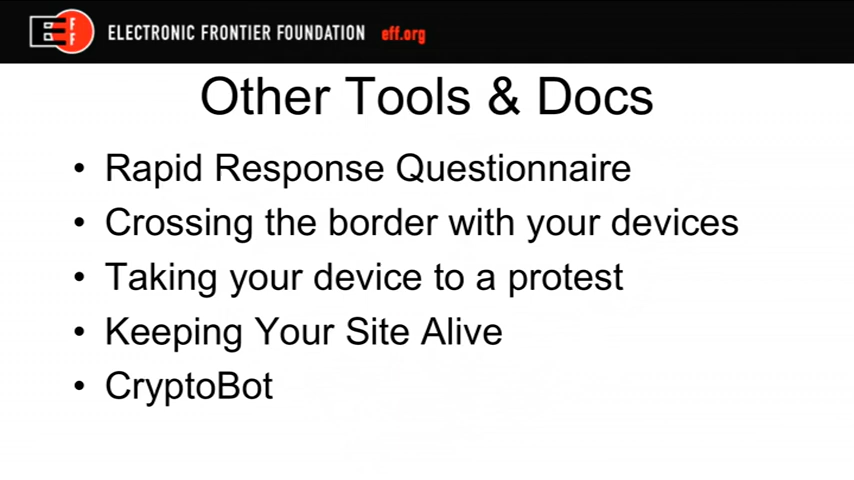 EFF ELECTRONIC FRONTIER FOUNDATION eff.org
Other Tools & Docs
• Rapid Response Questionnaire
• Crossing the border with your devices
• Taking your device to a protest
• Keeping Your Site Alive
• CryptoBot